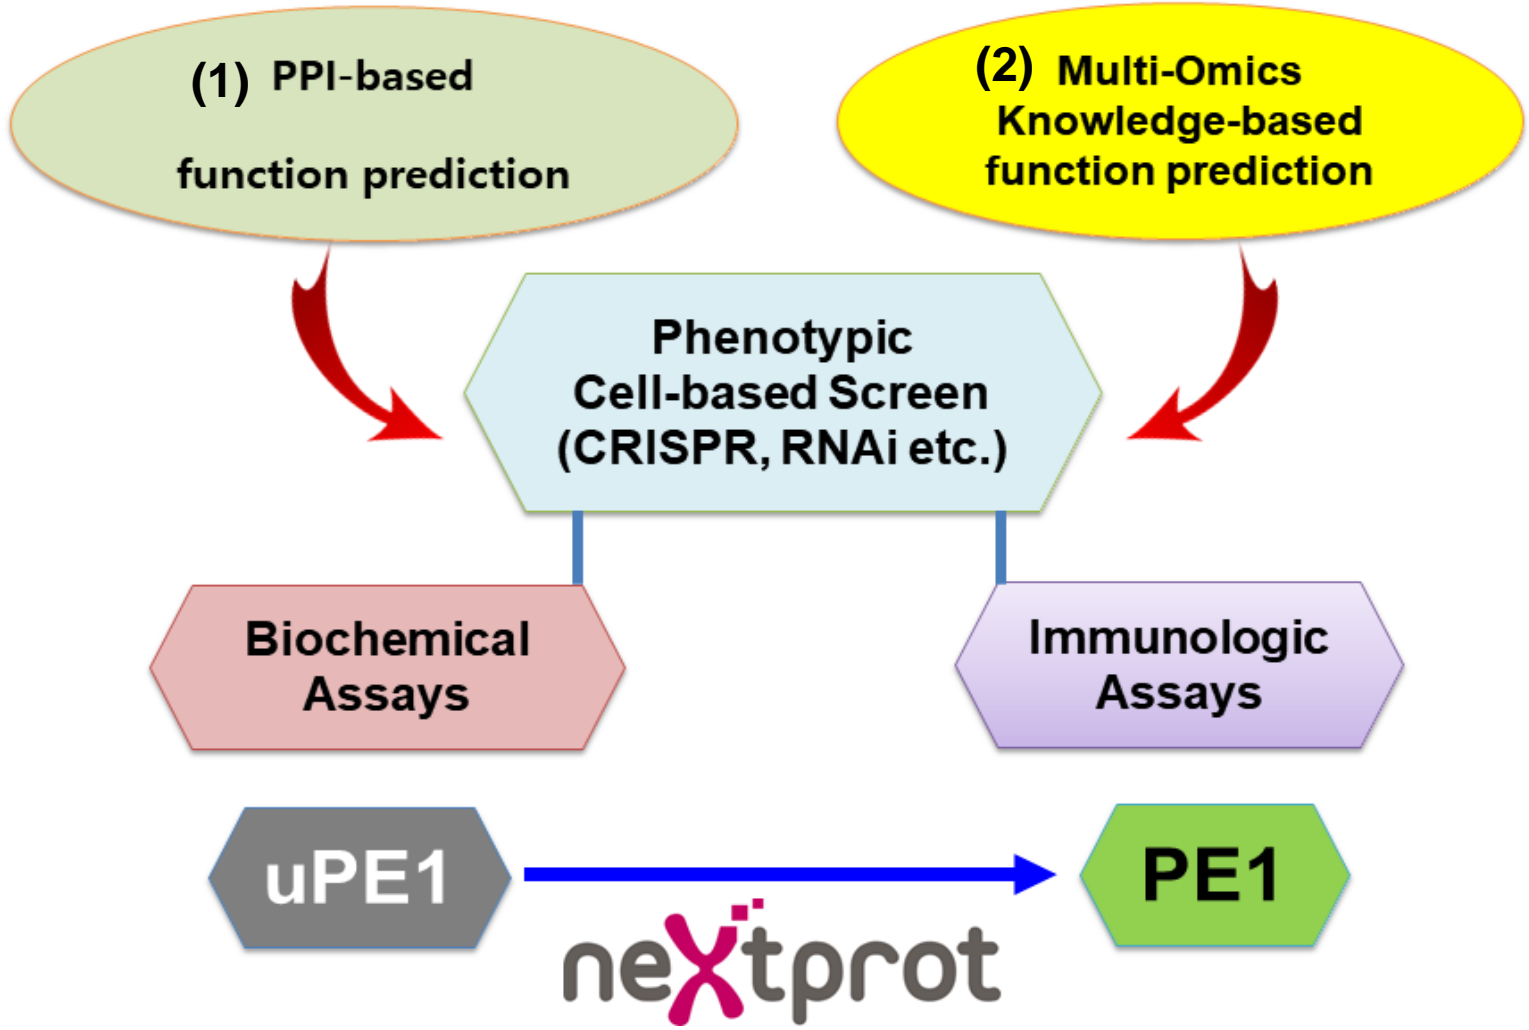 (1) PPI-based
function prediction
(2) Multi-Omics
Knowledge-based
function prediction
Phenotypic
Cell-based Screen
(CRISPR, RNAi etc.)
Biochemical
Assays
Immunologic
Assays
uPE1
PE1
neXtprot